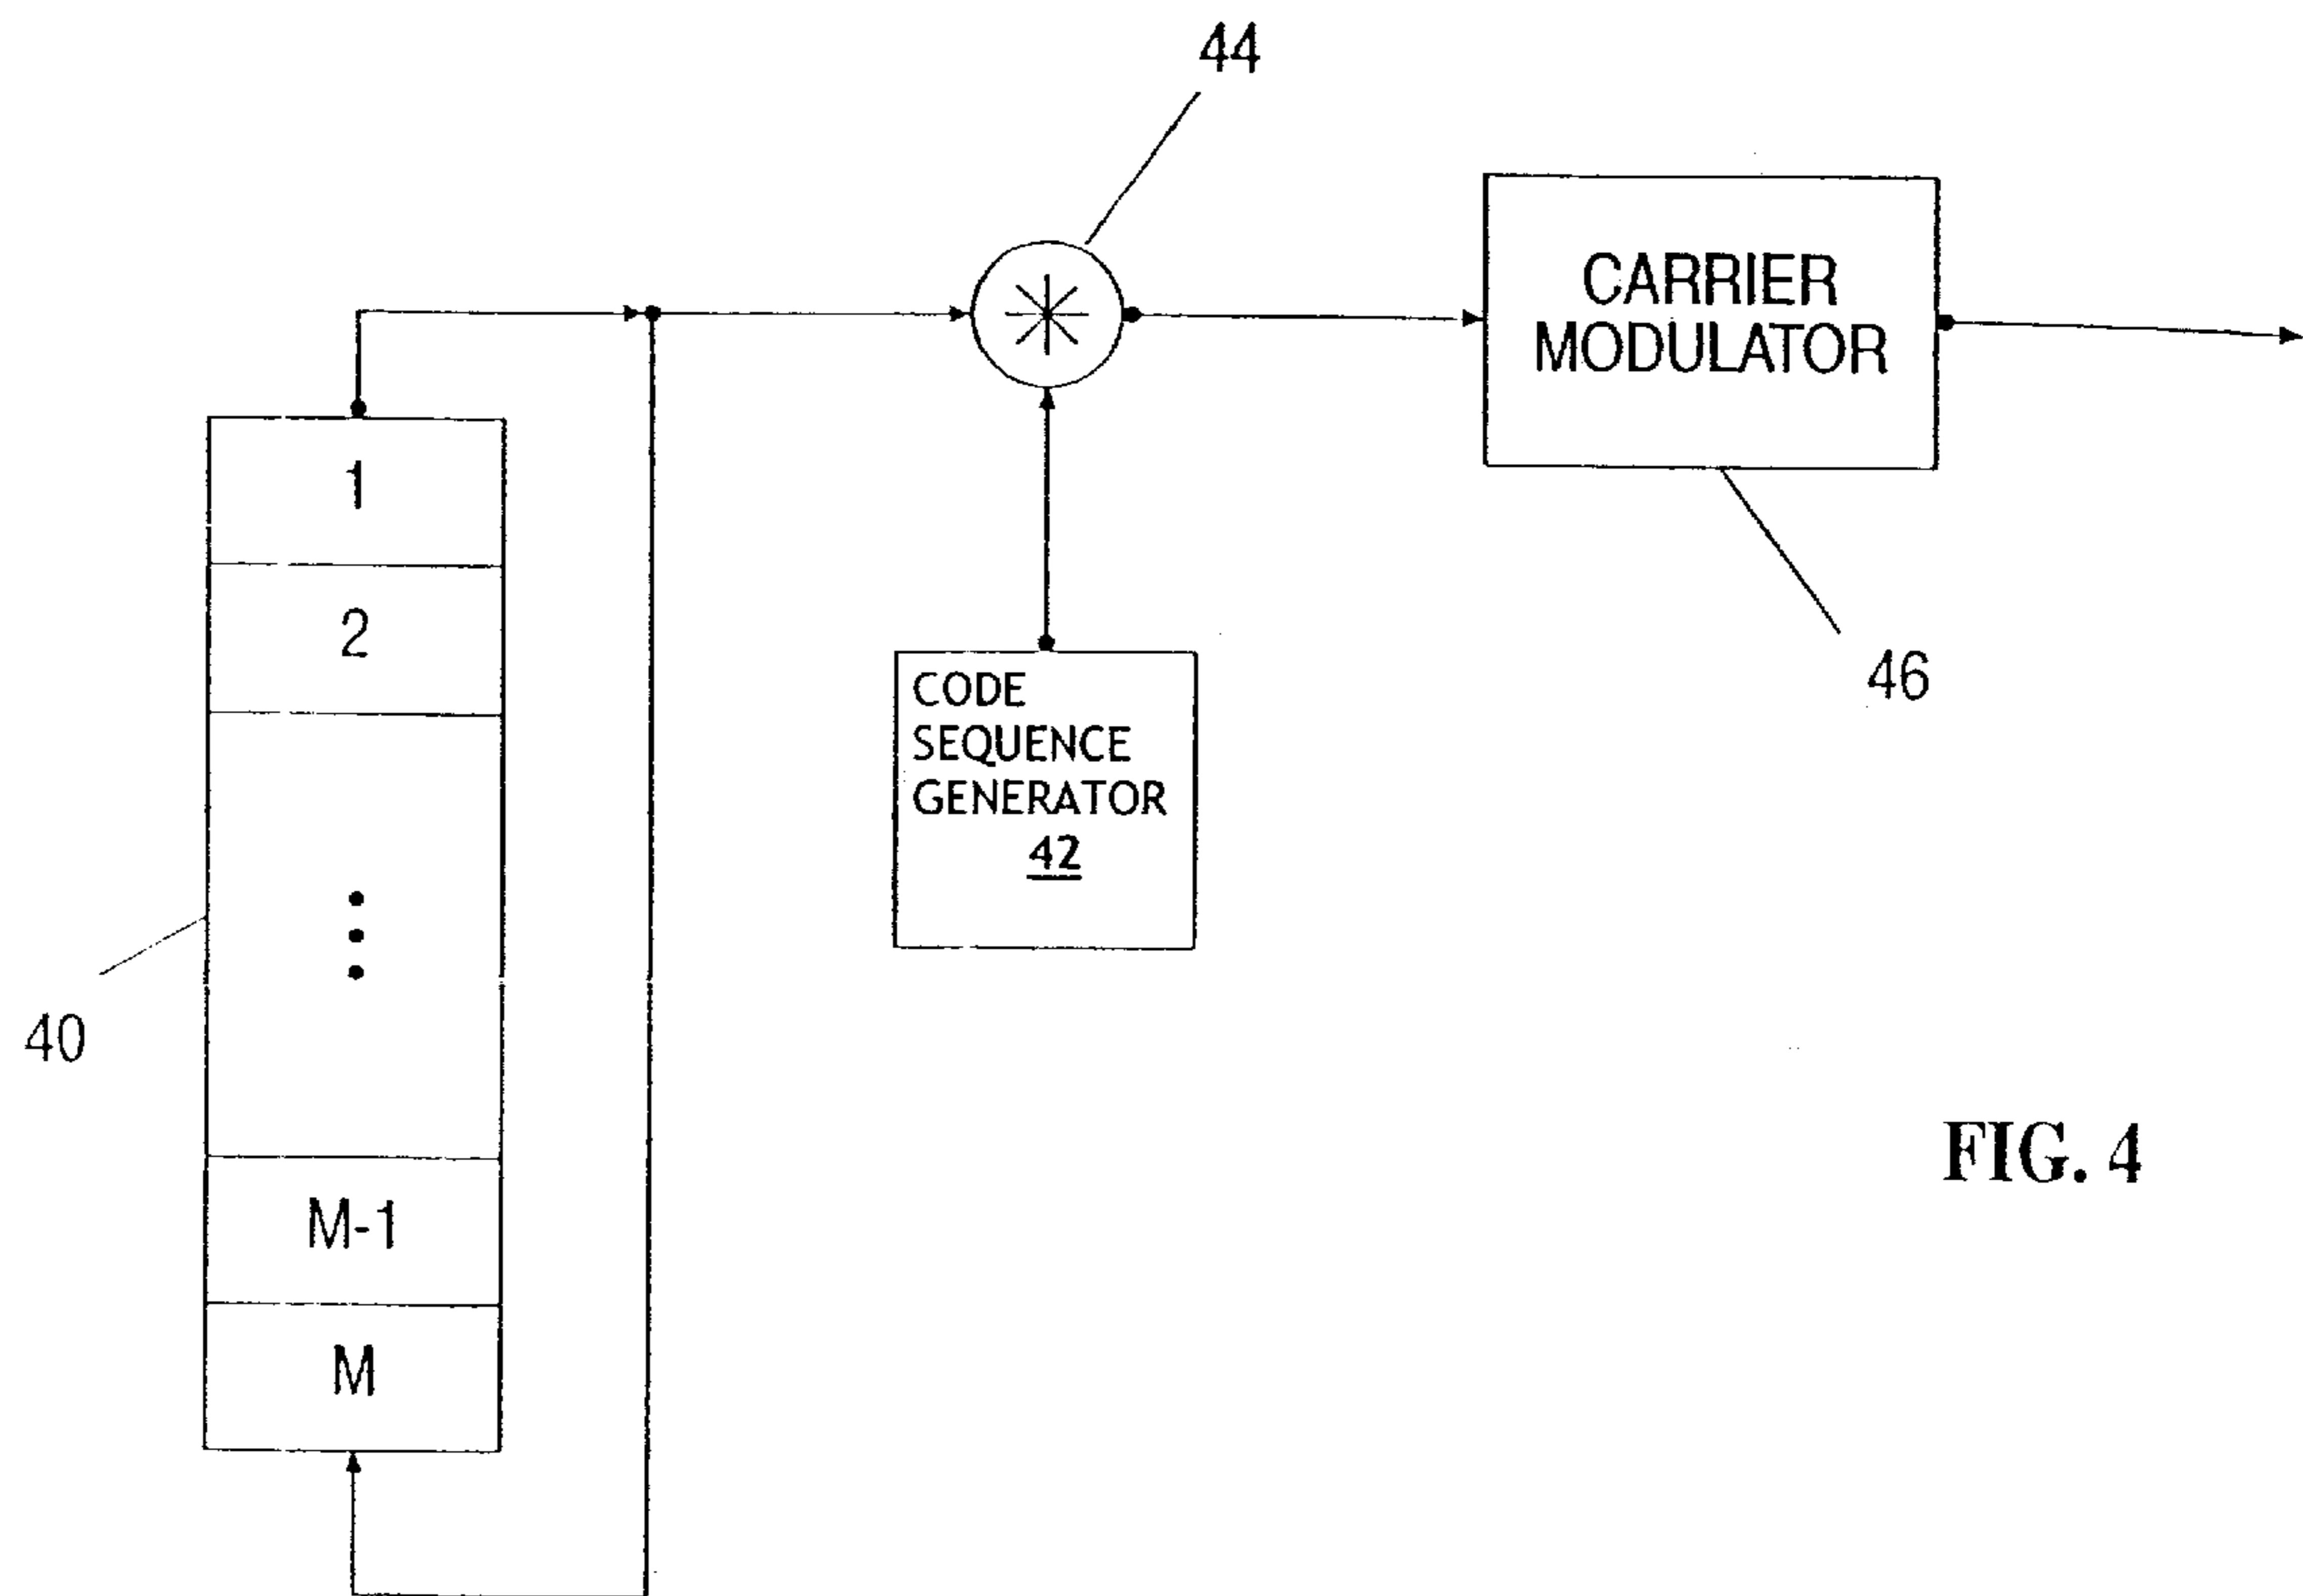 44
CARRIER
MODULATOR
1
2
CODE
SEQUENCE
GENERATOR
42
46
40
FIG. 4
M-1
M